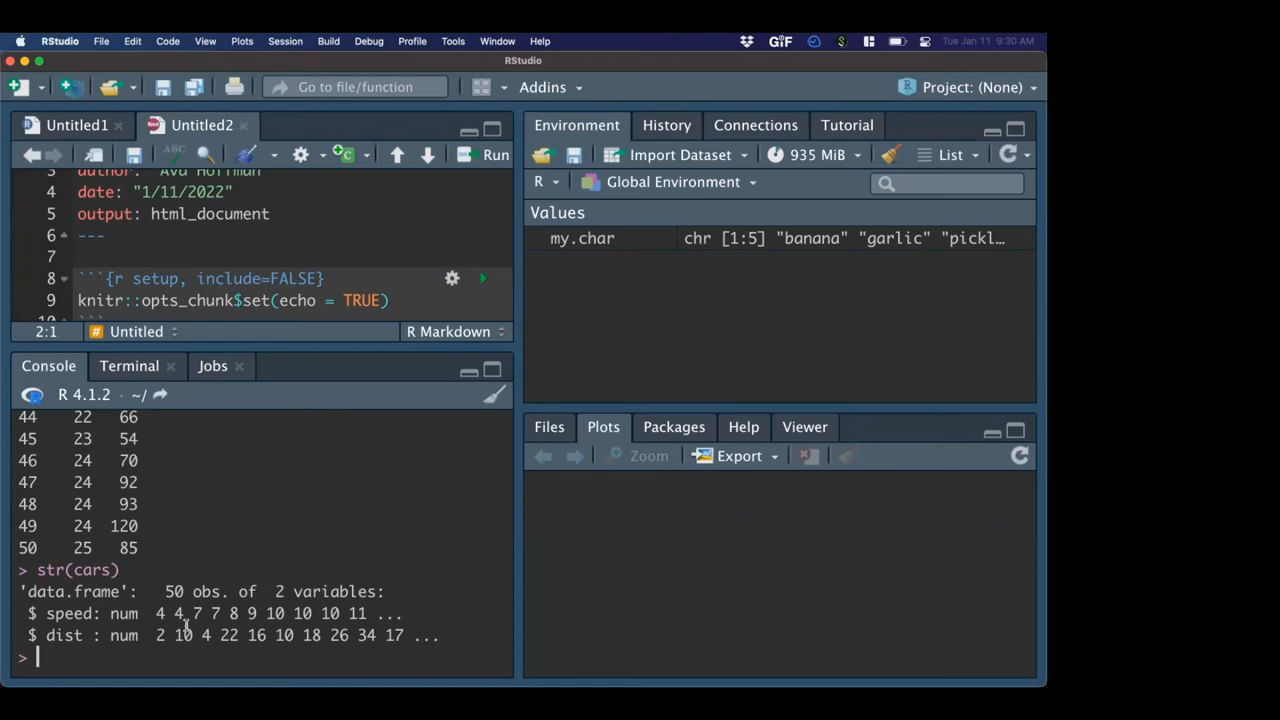 RStudio File Edit Code View Plots Session Build Debug Profile Tools Window Help GiF Tue Jan 11 9:30 AM
RStudio
Go to file/function Addins Project: (None)
Untitled1 Untitled2
ABC Run
3 author: "Ava Hoffman
4 date: "1/11/2022"
5 output: html_document
6 ---
7
8 ```{r setup, include=FALSE}
9 knitr::opts_chunk$set(echo = TRUE)
10 ```
2:1 # Untitled R Markdown
Console Terminal Jobs
R 4.1.2 · ~/
44 22 66
45 23 54
46 24 70
47 24 92
48 24 93
49 24 120
50 25 85
> str(cars)
'data.frame': 50 obs. of 2 variables:
$ speed: num 4 4 7 7 8 9 10 10 10 11 ...
$ dist : num 2 10 4 22 16 10 18 26 34 17 ...
>
Environment History Connections Tutorial
Import Dataset 935 MiB List
R Global Environment
Values
my.char chr [1:5] "banana" "garlic" "pickl…
Files Plots Packages Help Viewer
Zoom Export